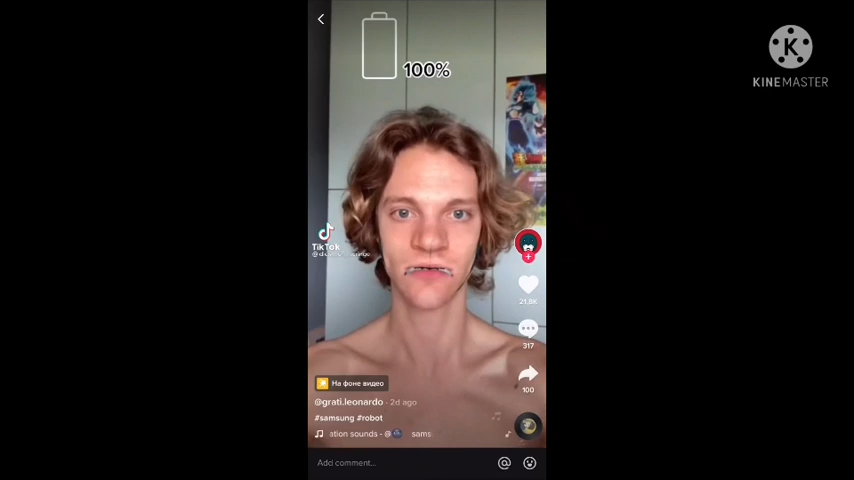 100%
KINEMASTER
TikTok
21,8K
317
На фоне видео
100
@grati.leonardo · 2d ago
#samsung #robot
ation sounds - @ sams
Add comment...